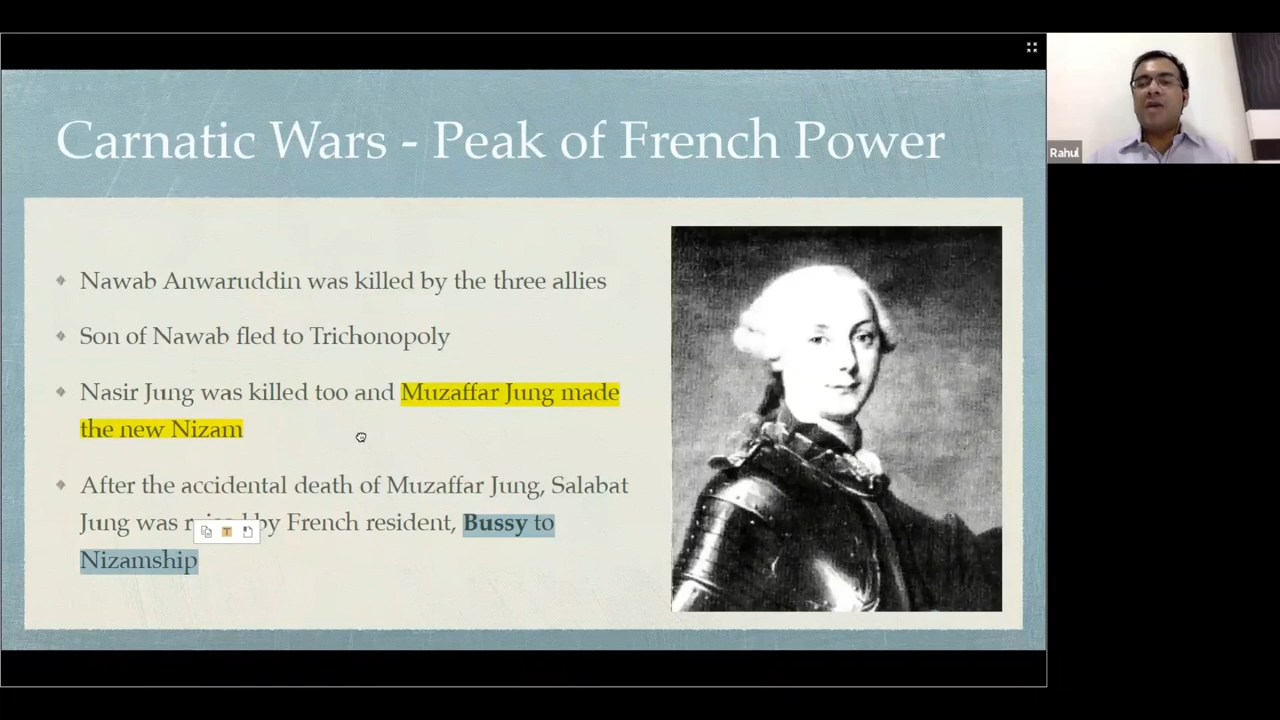 Carnatic Wars - Peak of French Power
Nawab Anwaruddin was killed by the three allies
Son of Nawab fled to Trichonopoly
Nasir Jung was killed too and Muzaffar Jung made
the new Nizam
After the accidental death of Muzaffar Jung, Salabat
Jung was by French resident, Bussy to
Nizamship
Rahul